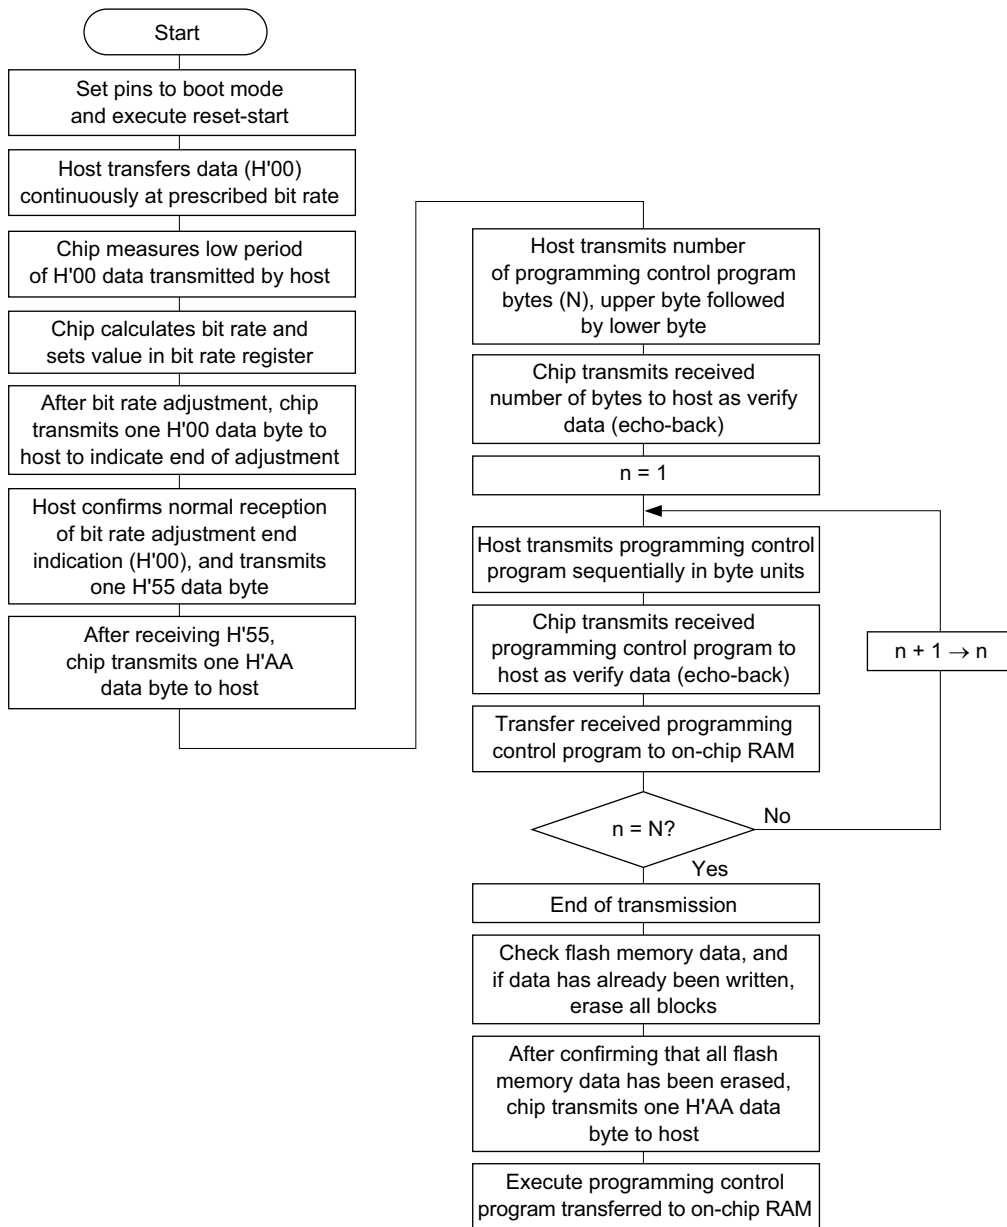 Start
Set pins to boot mode
and execute reset-start
Host transfers data (H'00)
continuously at prescribed bit rate
Chip measures low period
of H'00 data transmitted by host
Chip calculates bit rate and
sets value in bit rate register
After bit rate adjustment, chip
transmits one H'00 data byte to
host to indicate end of adjustment
Host confirms normal reception
of bit rate adjustment end
indication (H'00), and transmits
one H'55 data byte
After receiving H'55,
chip transmits one H'AA
data byte to host
Host transmits number
of programming control program
bytes (N), upper byte followed
by lower byte
Chip transmits received
number of bytes to host as verify
data (echo-back)
n = 1
Host transmits programming control
program sequentially in byte units
Chip transmits received
programming control program to
host as verify data (echo-back)
n + 1 → n
Transfer received programming
control program to on-chip RAM
n = N?
No
Yes
End of transmission
Check flash memory data, and
if data has already been written,
erase all blocks
After confirming that all flash
memory data has been erased,
chip transmits one H'AA data
byte to host
Execute programming control
program transferred to on-chip RAM